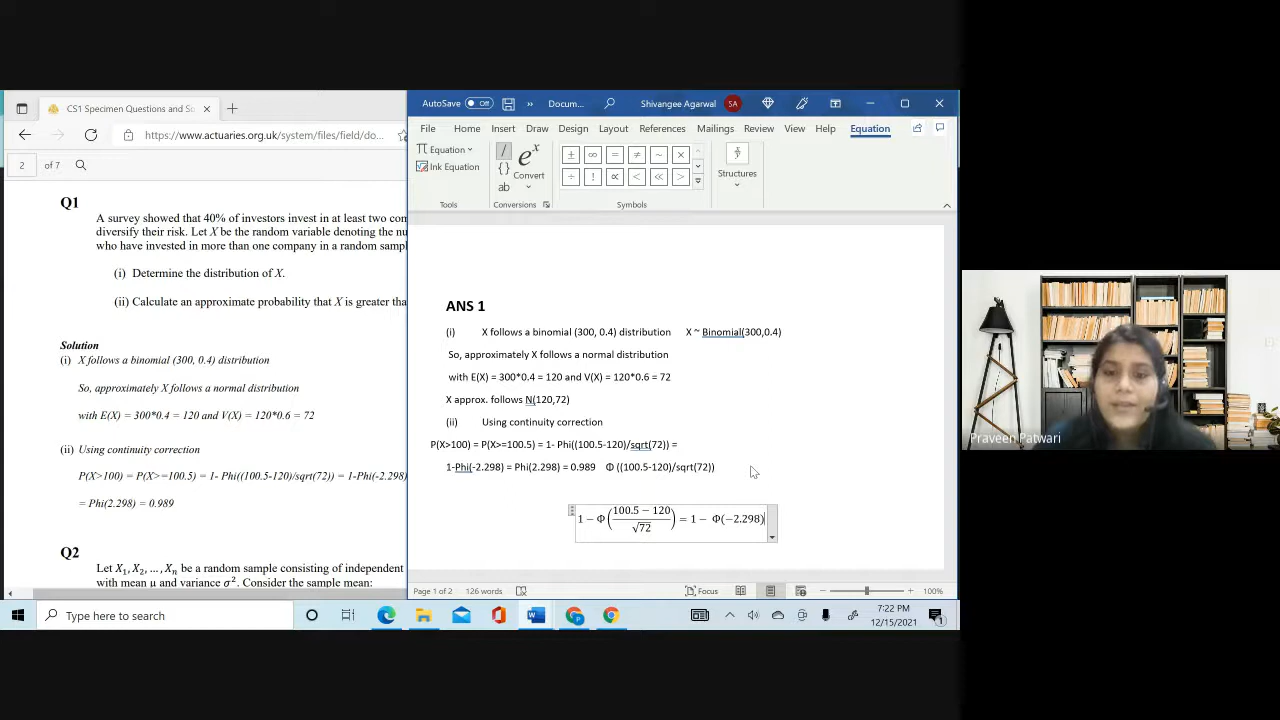 CS1 Specimen Questions and So
https://www.actuaries.org.uk/system/files/field/do...
2 of 7
Q1
A survey showed that 40% of investors invest in at least two com
diversify their risk. Let X be the random variable denoting the nu
who have invested in more than one company in a random sampl
(i) Determine the distribution of X.
(ii) Calculate an approximate probability that X is greater tha
Solution
(i) X follows a binomial (300, 0.4) distribution
So, approximately X follows a normal distribution
with E(X) = 300*0.4 = 120 and V(X) = 120*0.6 = 72
(ii) Using continuity correction
P(X>100) = P(X>=100.5) = 1- Phi((100.5-120)/sqrt(72)) = 1-Phi(-2.298)
= Phi(2.298) = 0.989
Q2
Let X₁, X₂, …, Xₙ be a random sample consisting of independent
with mean μ and variance σ². Consider the sample mean:
AutoSave Off Docum... Shivangee Agarwal SA
File Home Insert Draw Design Layout References Mailings Review View Help Equation
π Equation
Ink Equation
/ {} ab
eˣ Convert
± ∞ = ≠ ~ ×
÷ ! ∝ < ≪ >
x/y Structures
Tools Conversions Symbols
ANS 1
(i) X follows a binomial (300, 0.4) distribution X ~ Binomial(300,0.4)
So, approximately X follows a normal distribution
with E(X) = 300*0.4 = 120 and V(X) = 120*0.6 = 72
X approx. follows N(120,72)
(ii) Using continuity correction
P(X>100) = P(X>=100.5) = 1- Phi((100.5-120)/sqrt(72)) =
1-Phi(-2.298) = Phi(2.298) = 0.989 Φ ((100.5-120)/sqrt(72))
1 − Φ(100.5 − 120/√72) = 1 − Φ(−2.298)
Page 1 of 2 126 words Focus 100%
Type here to search
7:22 PM
12/15/2021
1
Praveen Patwari